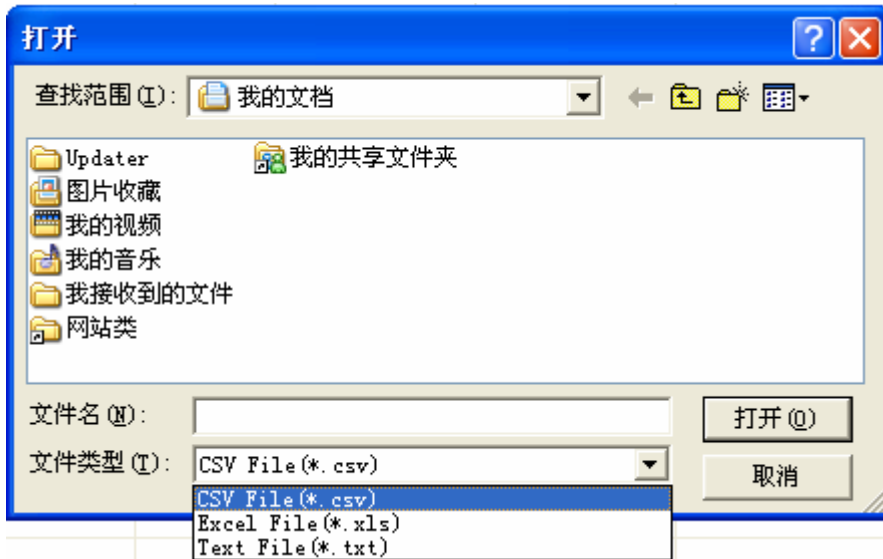 打开
查找范围(I): 我的文档
Updater 我的共享文件夹
图片收藏
我的视频
我的音乐
我接收到的文件
网站类
文件名(N):
打开(O)
文件类型(T): CSV File(*.csv)
取消
CSV File(*.csv)
Excel File(*.xls)
Text File(*.txt)